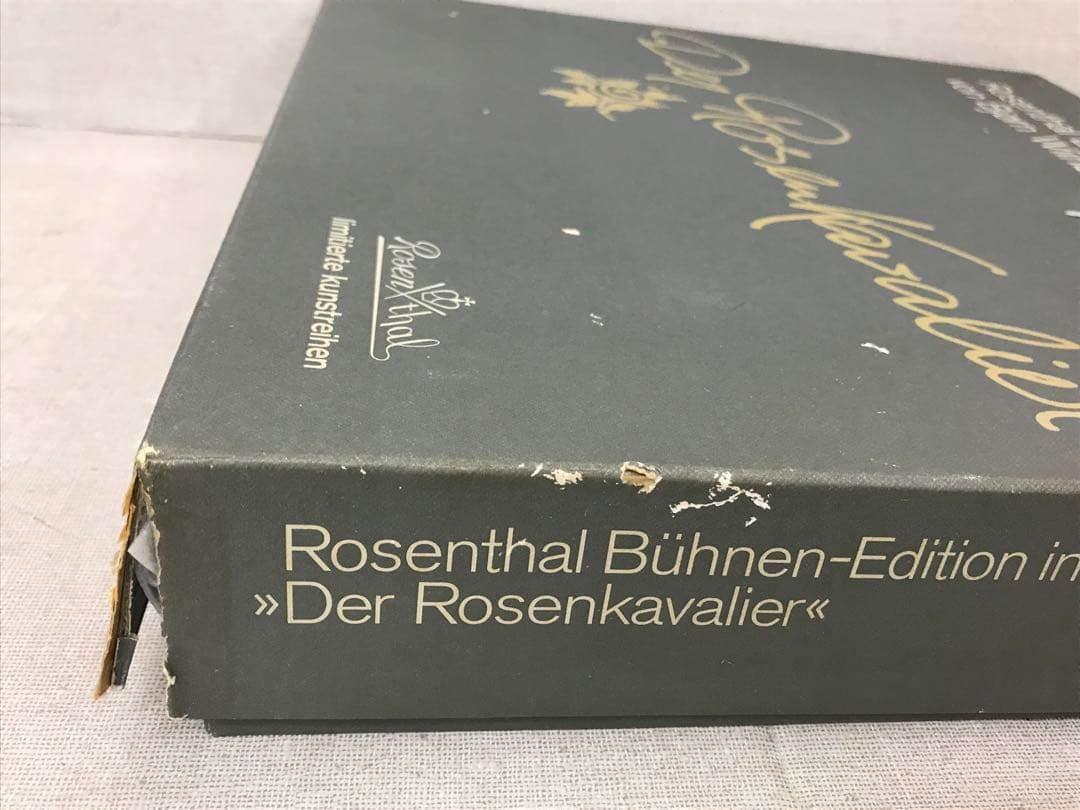 Der Rosenkavalier
Rosenthal
limitierte kunstreihen
Rosenthal Bühnen-Edition in
»Der Rosenkavalier«